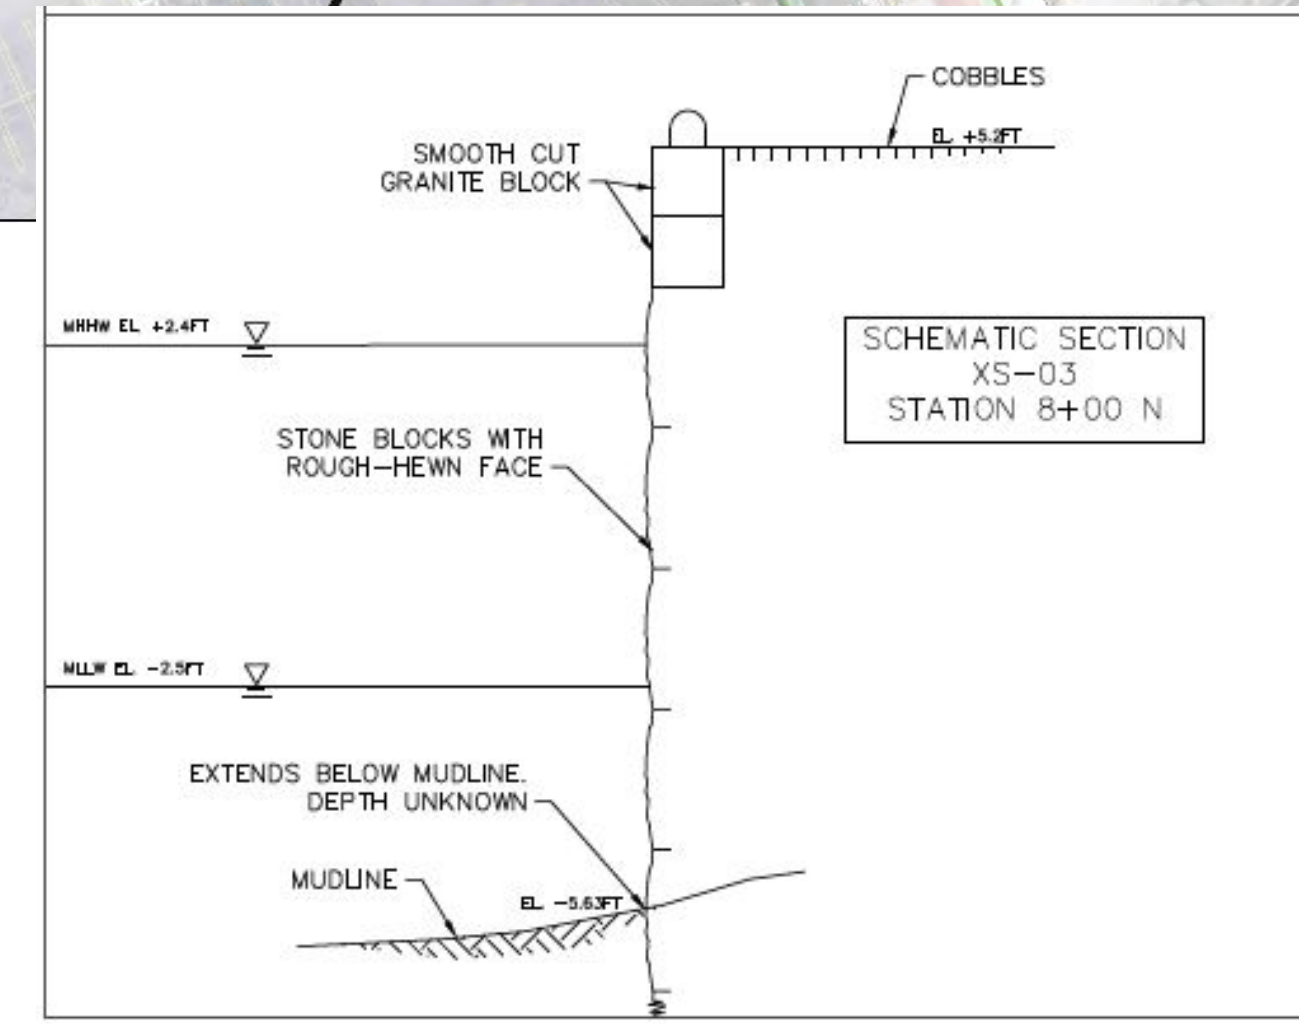 COBBLES
EL. +5.2FT
SMOOTH CUT
GRANITE BLOCK
MHHW EL. +2.4FT
SCHEMATIC SECTION
XS-03
STATION 8+00 N
STONE BLOCKS WITH
ROUGH-HEWN FACE
MLLW EL. -2.5FT
EXTENDS BELOW MUDLINE.
DEPTH UNKNOWN
MUDLINE
EL. -5.63FT